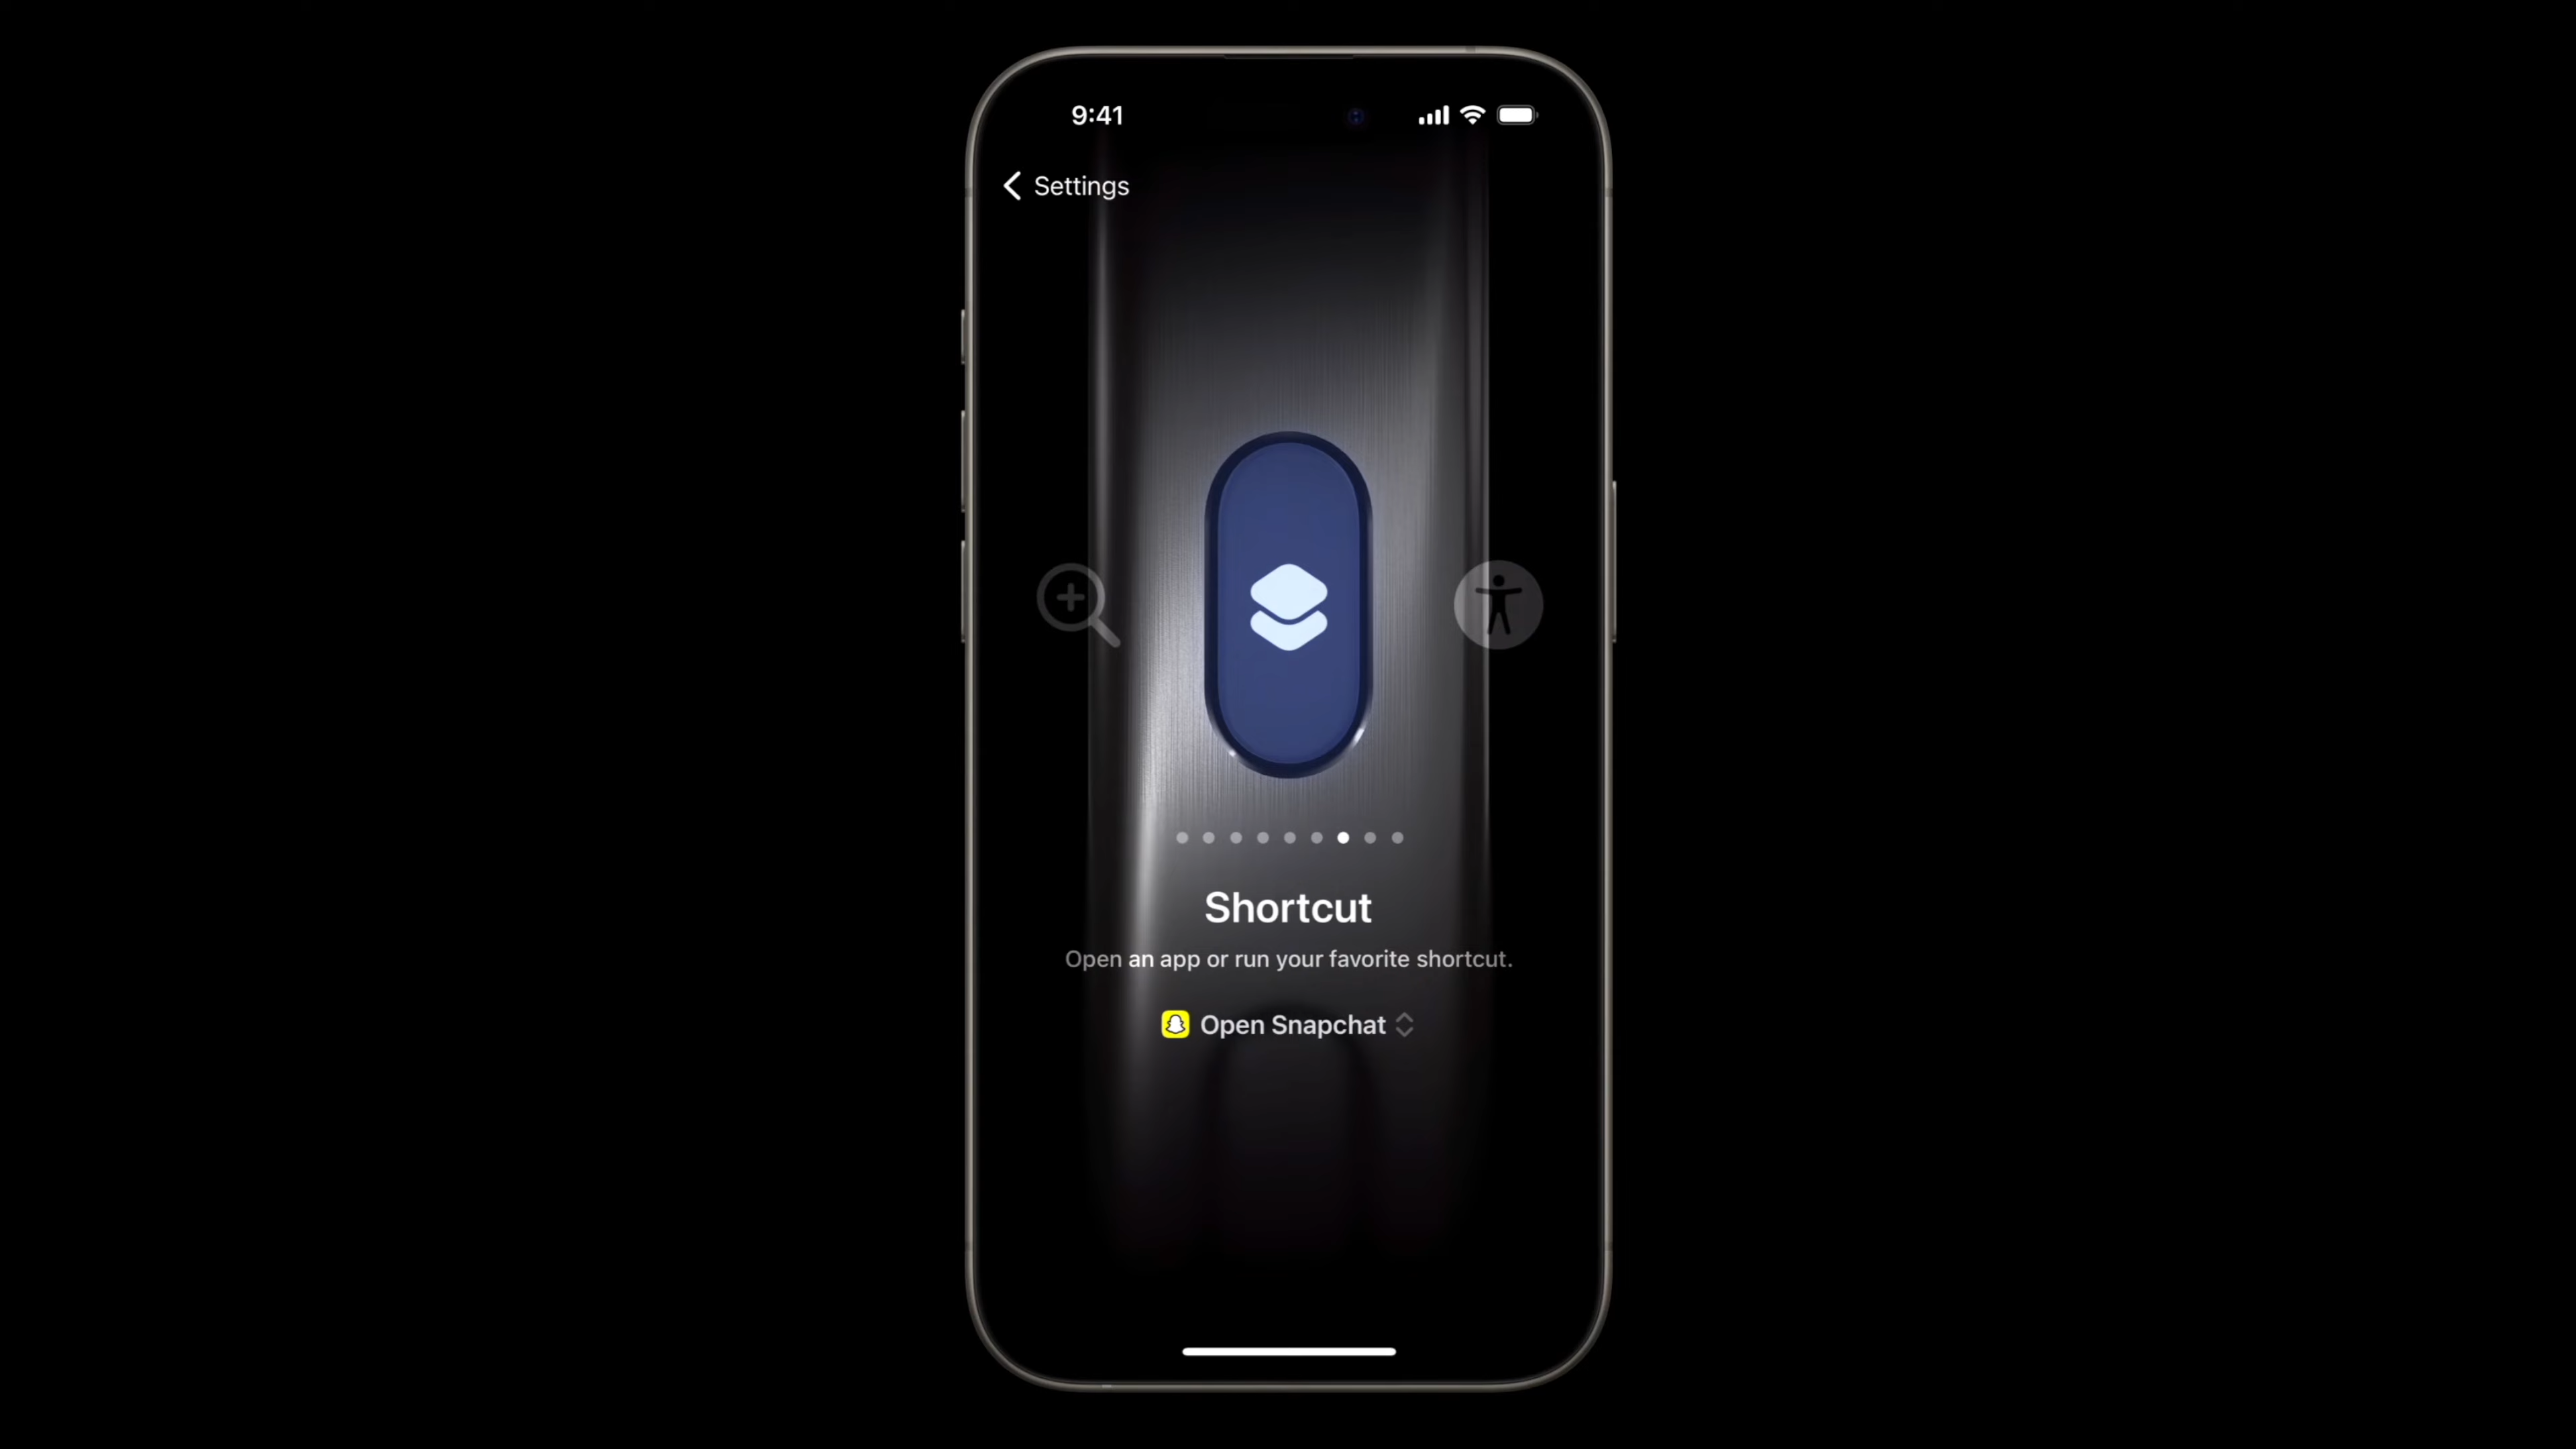 9:41
Settings
Shortcut
Open an app or run your favorite shortcut.
Open Snapchat